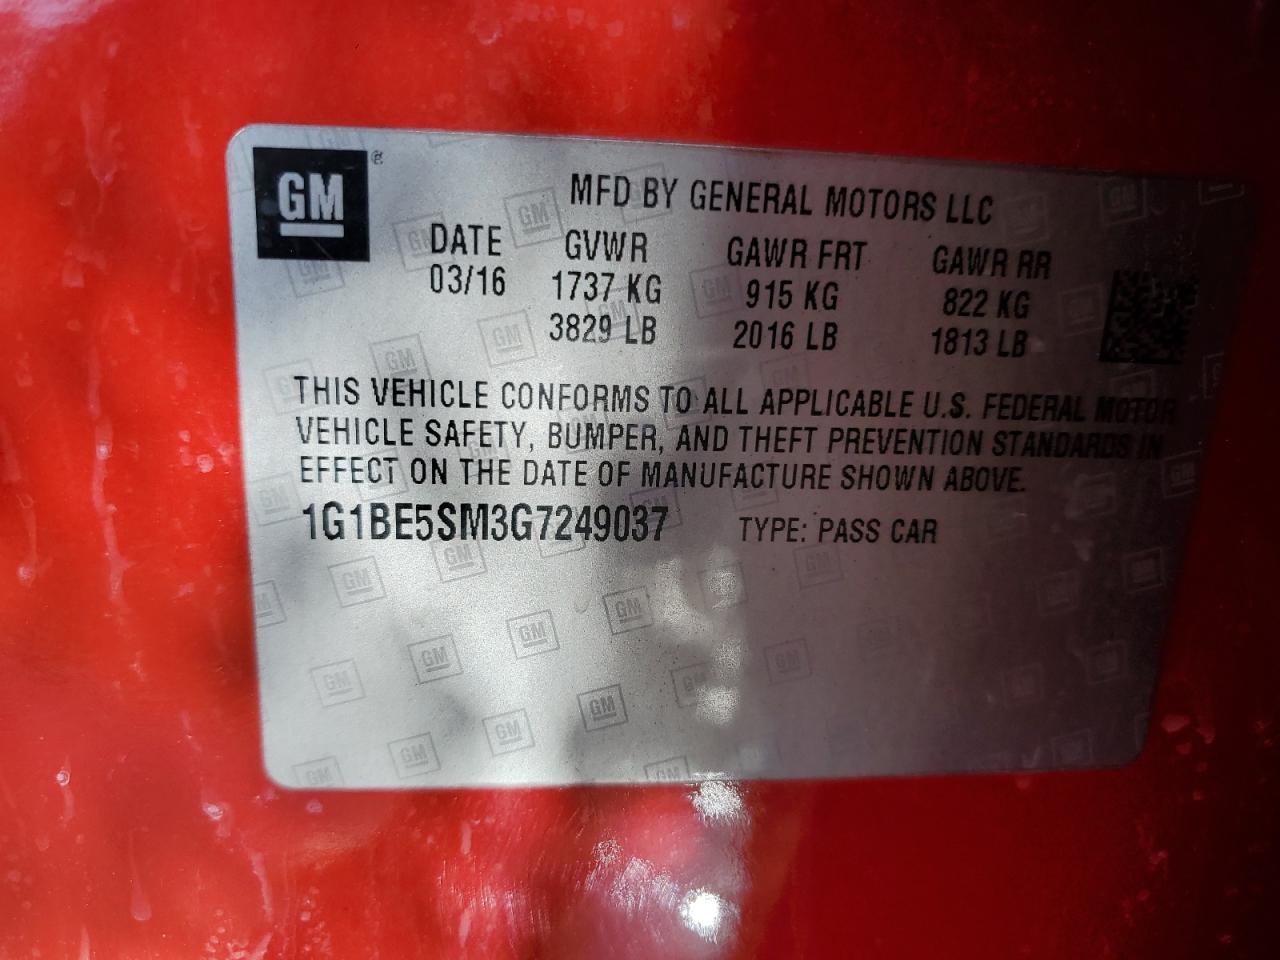 GM ®
MFD BY GENERAL MOTORS LLC
DATE GVWR GAWR FRT GAWR RR
03/16 1737 KG 915 KG 822 KG
3829 LB 2016 LB 1813 LB
THIS VEHICLE CONFORMS TO ALL APPLICABLE U.S. FEDERAL MOTOR
VEHICLE SAFETY, BUMPER, AND THEFT PREVENTION STANDARDS IN
EFFECT ON THE DATE OF MANUFACTURE SHOWN ABOVE.
1G1BE5SM3G7249037 TYPE: PASS CAR